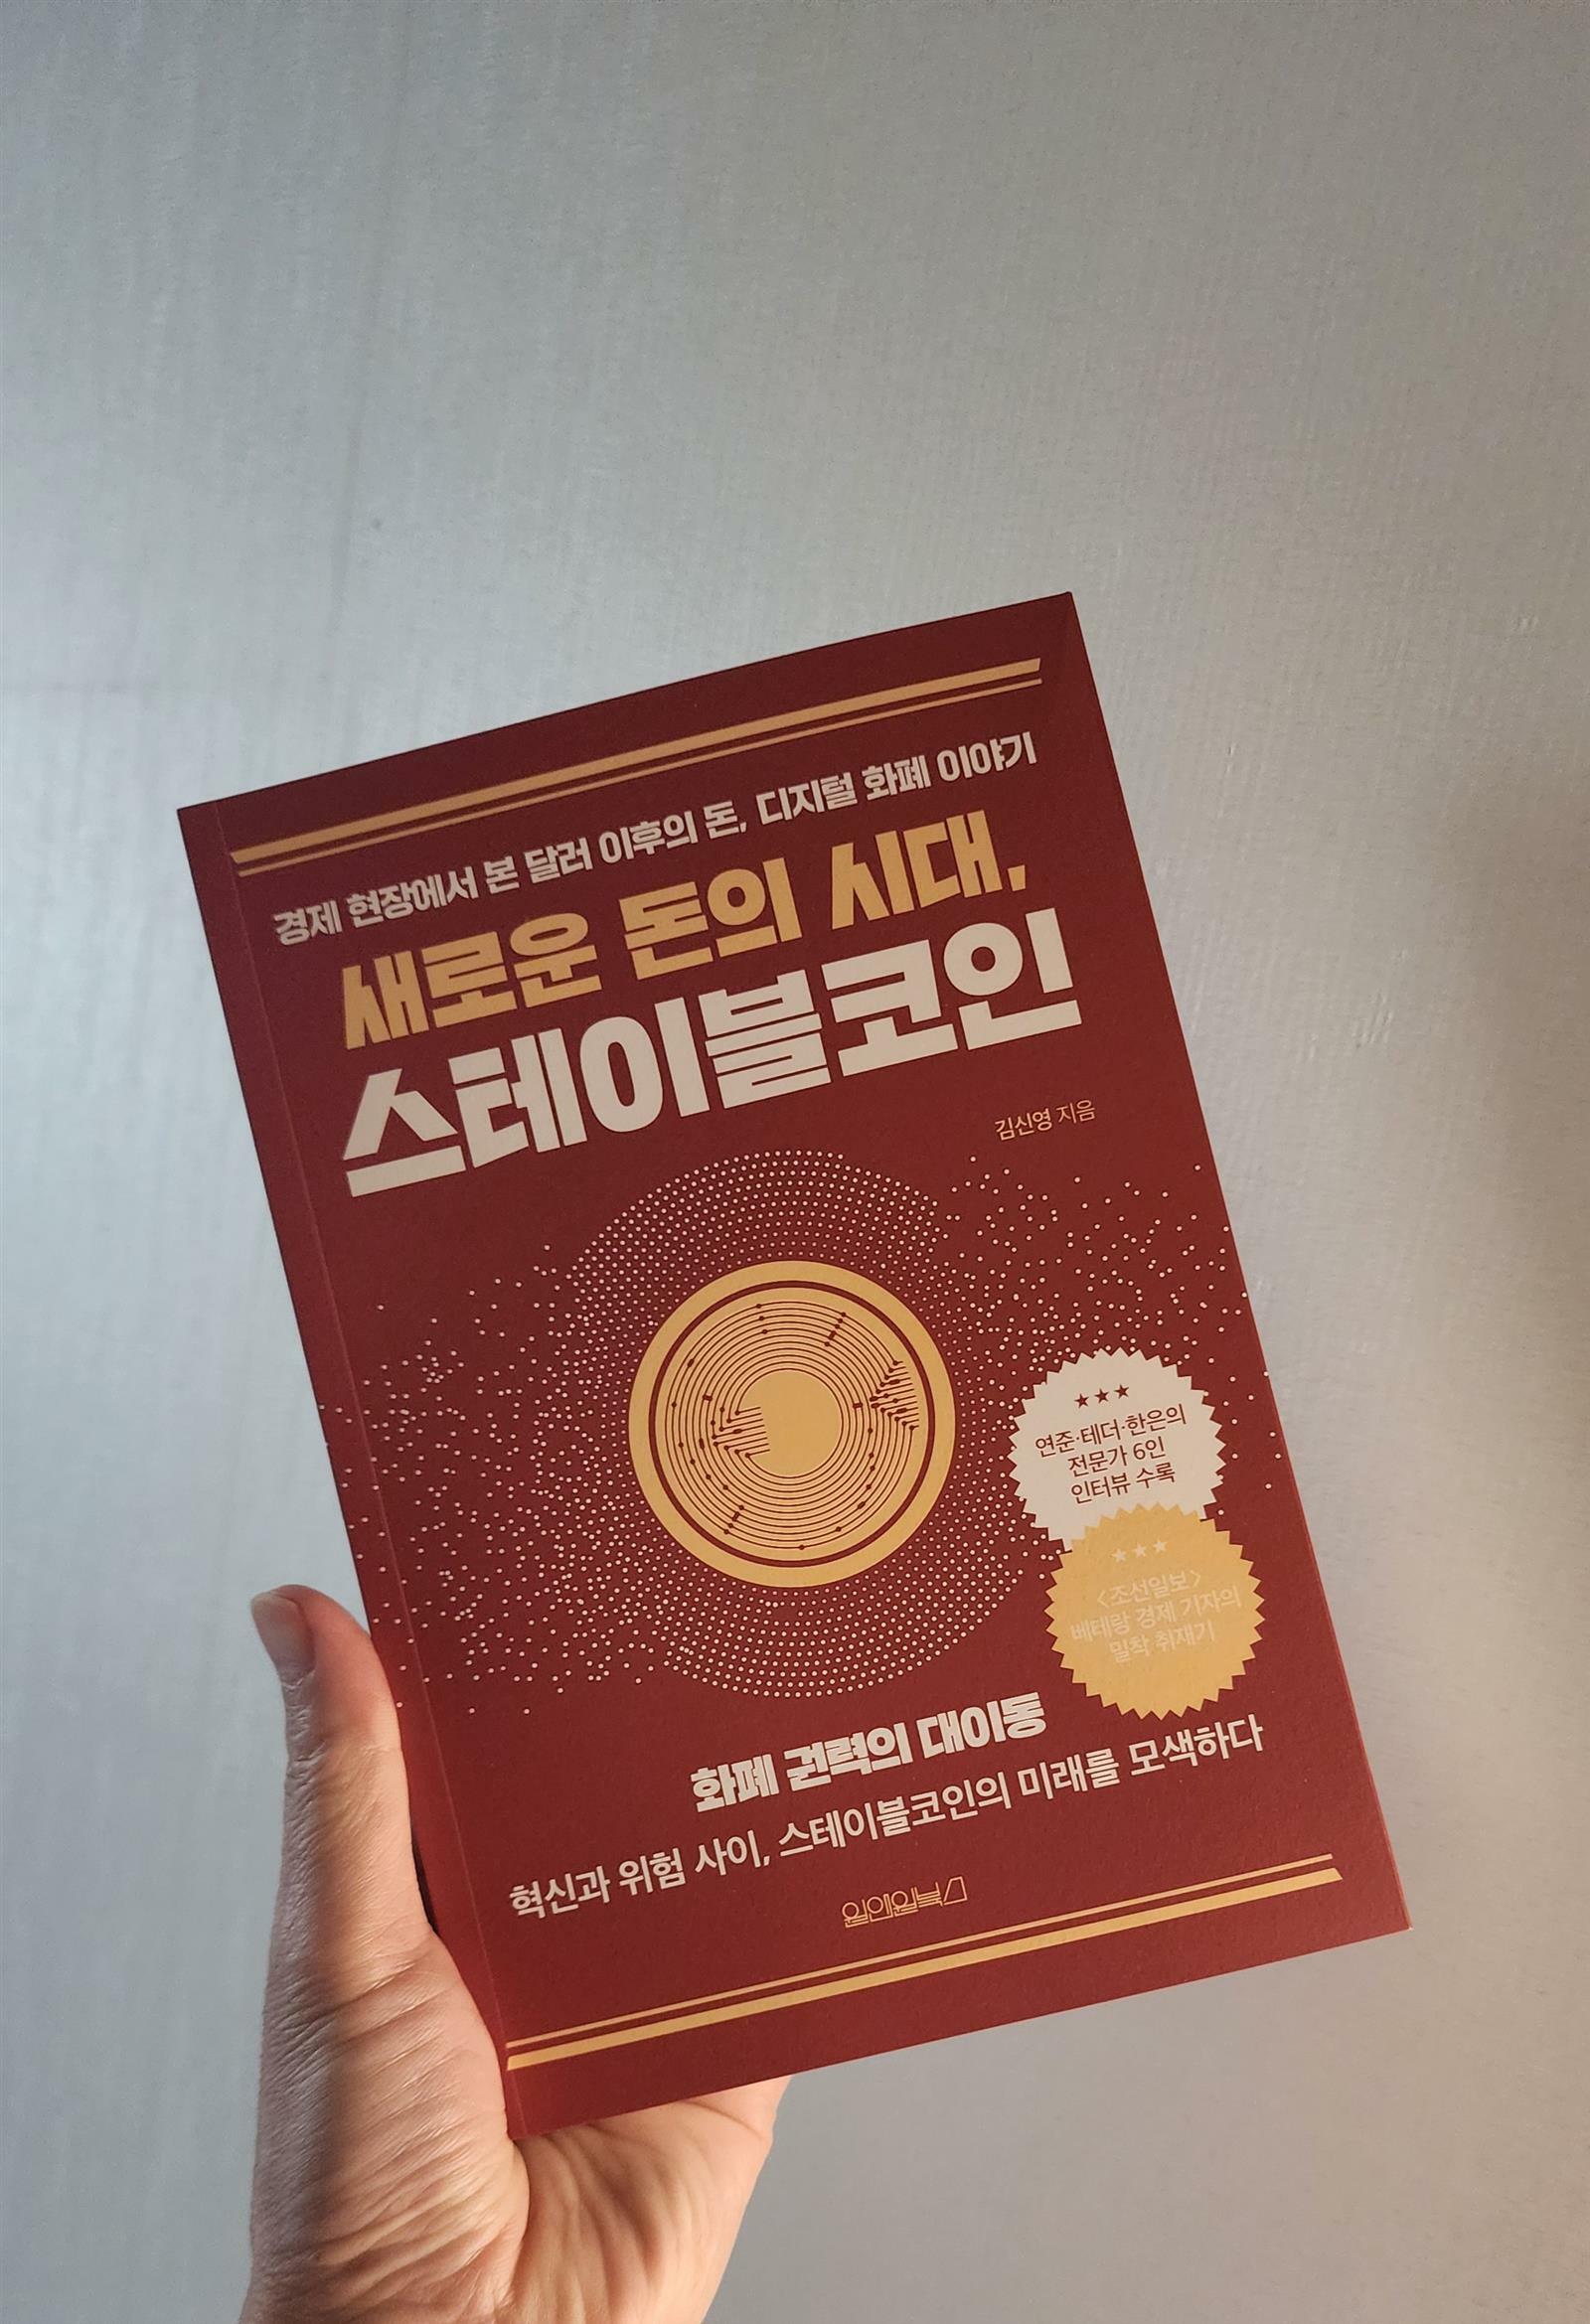 경제 현장에서 본 달러 이후의 돈, 디지털 화폐 이야기
새로운 돈의 시대,
스테이블코인
김신영 지음
★★★
연준·테더·한은의
전문가 6인
인터뷰 수록
★★★
<조선일보>
베테랑 경제 기자의
밀착 취재기
화폐 권력의 대이동
혁신과 위험 사이, 스테이블코인의 미래를 모색하다
원앤원북스